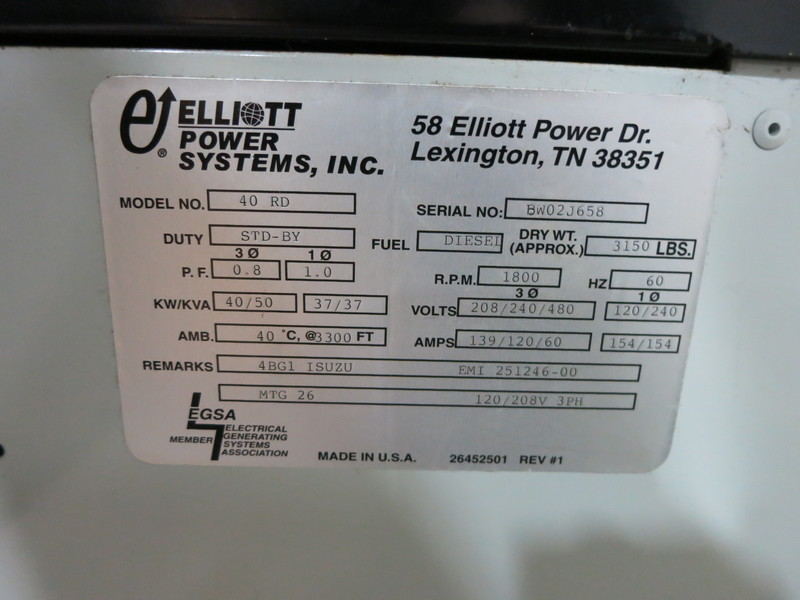 e ELLIOTT
POWER
® SYSTEMS, INC.
58 Elliott Power Dr.
Lexington, TN 38351
MODEL NO. 40 RD
SERIAL NO: BW02J658
DUTY STD-BY FUEL DIESEL DRY WT. (APPROX.) 3150 LBS.
3 Ø 1 Ø
P. F. 0.8 1.0 R.P.M. 1800 HZ 60
3 Ø 1 Ø
KW/KVA 40/50 37/37 VOLTS 208/240/480 120/240
AMB. 40 °C, @3300 FT AMPS 139/120/60 154/154
REMARKS 4BG1 ISUZU EMI 251246-00
MTG 26 120/208V 3PH
EGSA
MEMBER
ELECTRICAL
GENERATING
SYSTEMS
ASSOCIATION
MADE IN U.S.A. 26452501 REV #1